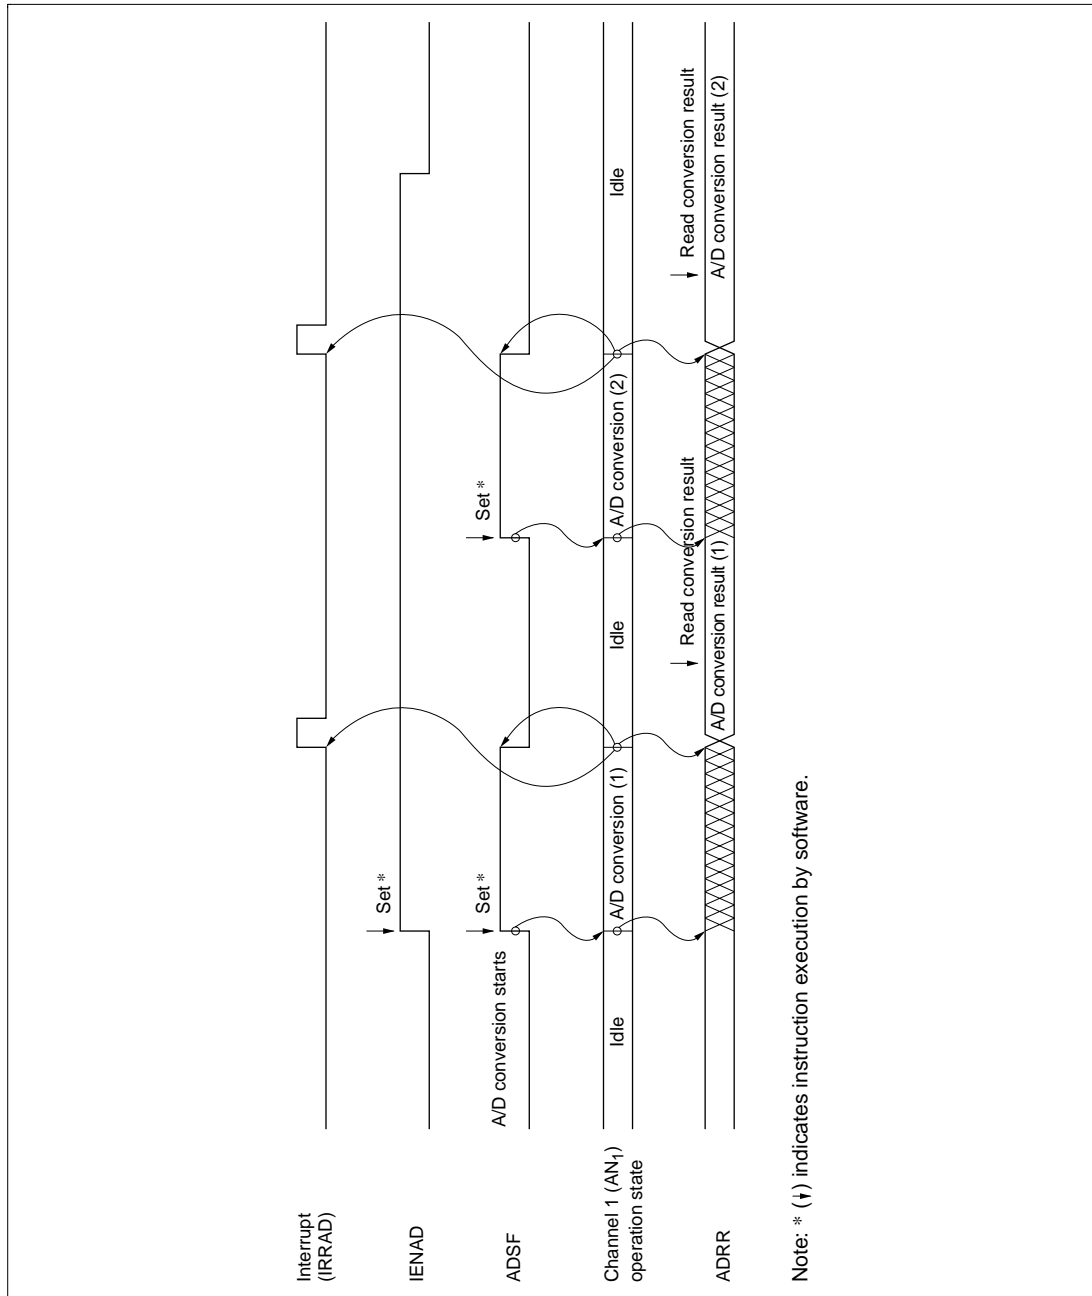 Interrupt
(IRRAD)
IENAD
Set *
ADSF
A/D conversion starts
Set *
Set *
Channel 1 (AN1)
operation state
Idle
A/D conversion (1)
Idle
A/D conversion (2)
Idle
ADRR
Read conversion result
Read conversion result
A/D conversion result (1)
A/D conversion result (2)
Note: * (↓) indicates instruction execution by software.